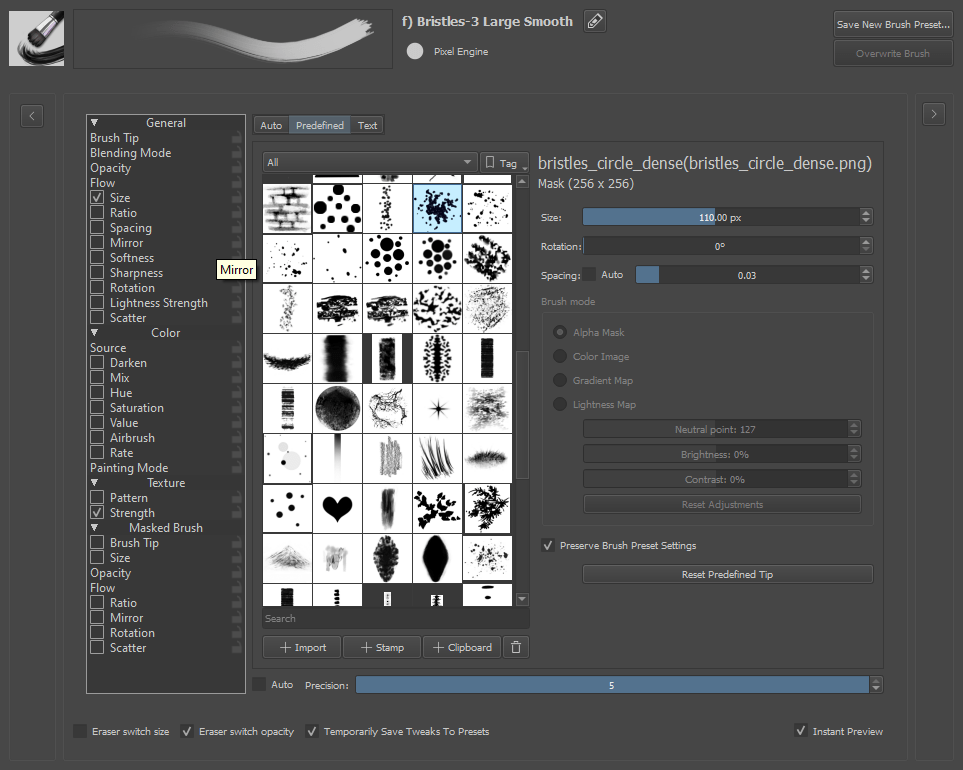 f) Bristles-3 Large Smooth
Pixel Engine
Save New Brush Preset...
Overwrite Brush
General
Brush Tip
Blending Mode
Opacity
Flow
Size
Ratio
Spacing
Mirror
Softness
Sharpness
Rotation
Lightness Strength
Scatter
Color
Source
Darken
Mix
Hue
Saturation
Value
Airbrush
Rate
Painting Mode
Texture
Pattern
Strength
Masked Brush
Brush Tip
Size
Opacity
Flow
Ratio
Mirror
Rotation
Scatter
Mirror
Auto Predefined Text
All Tag
Search
Import Stamp Clipboard
bristles_circle_dense(bristles_circle_dense.png)
Mask (256 x 256)
Size: 110.00 px
Rotation: 0°
Spacing: Auto 0.03
Brush mode
Alpha Mask
Color Image
Gradient Map
Lightness Map
Neutral point: 127
Brightness: 0%
Contrast: 0%
Reset Adjustments
Preserve Brush Preset Settings
Reset Predefined Tip
Auto Precision: 5
Eraser switch size Eraser switch opacity Temporarily Save Tweaks To Presets Instant Preview